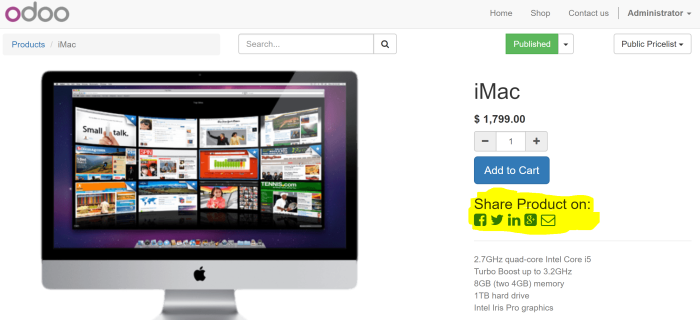 odoo
Home Shop Contact us Administrator
Products / iMac
Search...
Published
Public Pricelist
iMac
$ 1,799.00
1
Add to Cart
Share Product on:
Small talk.
TENNIS.com
2.7GHz quad-core Intel Core i5
Turbo Boost up to 3.2GHz
8GB (two 4GB) memory
1TB hard drive
Intel Iris Pro graphics